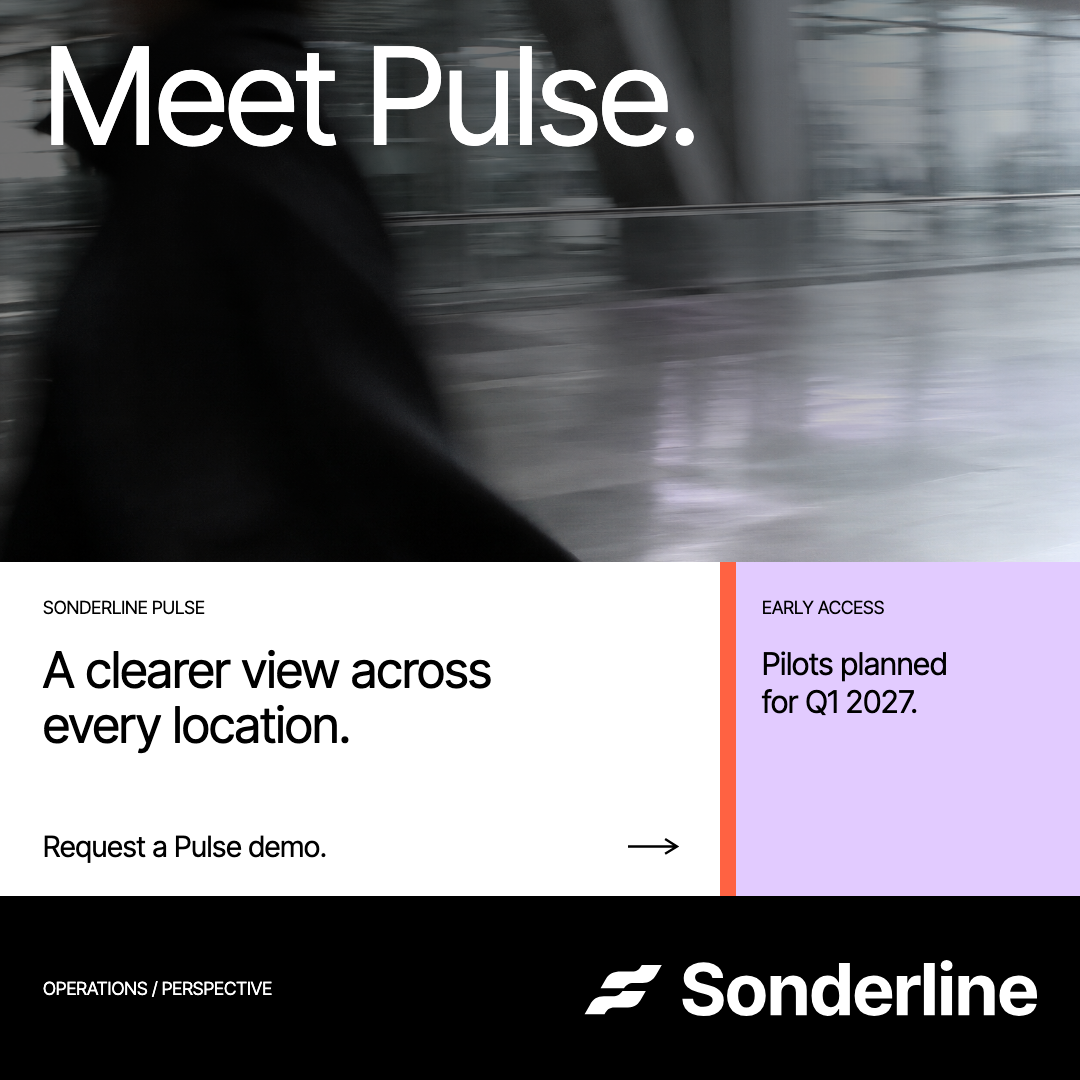 Meet Pulse.
SONDERLINE PULSE
A clearer view across
every location.
Request a Pulse demo.
EARLY ACCESS
Pilots planned
for Q1 2027.
OPERATIONS / PERSPECTIVE
Sonderline